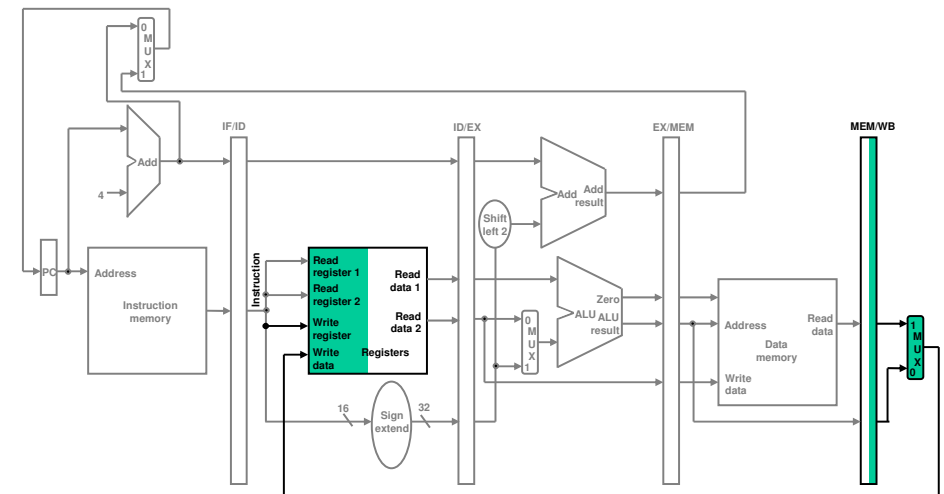 0
M
U
X
1
IF/ID
ID/EX
EX/MEM
MEM/WB
Add
4
Add
Add
result
Shift
left 2
PC
Address
Instruction
memory
Instruction
Read
register 1
Read
register 2
Write
register
Write
data
Registers
Read
data 1
Read
data 2
Zero
ALU
ALU
result
0
M
U
X
1
Address
Read
data
Data
memory
Write
data
1
M
U
X
0
16
Sign
extend
32